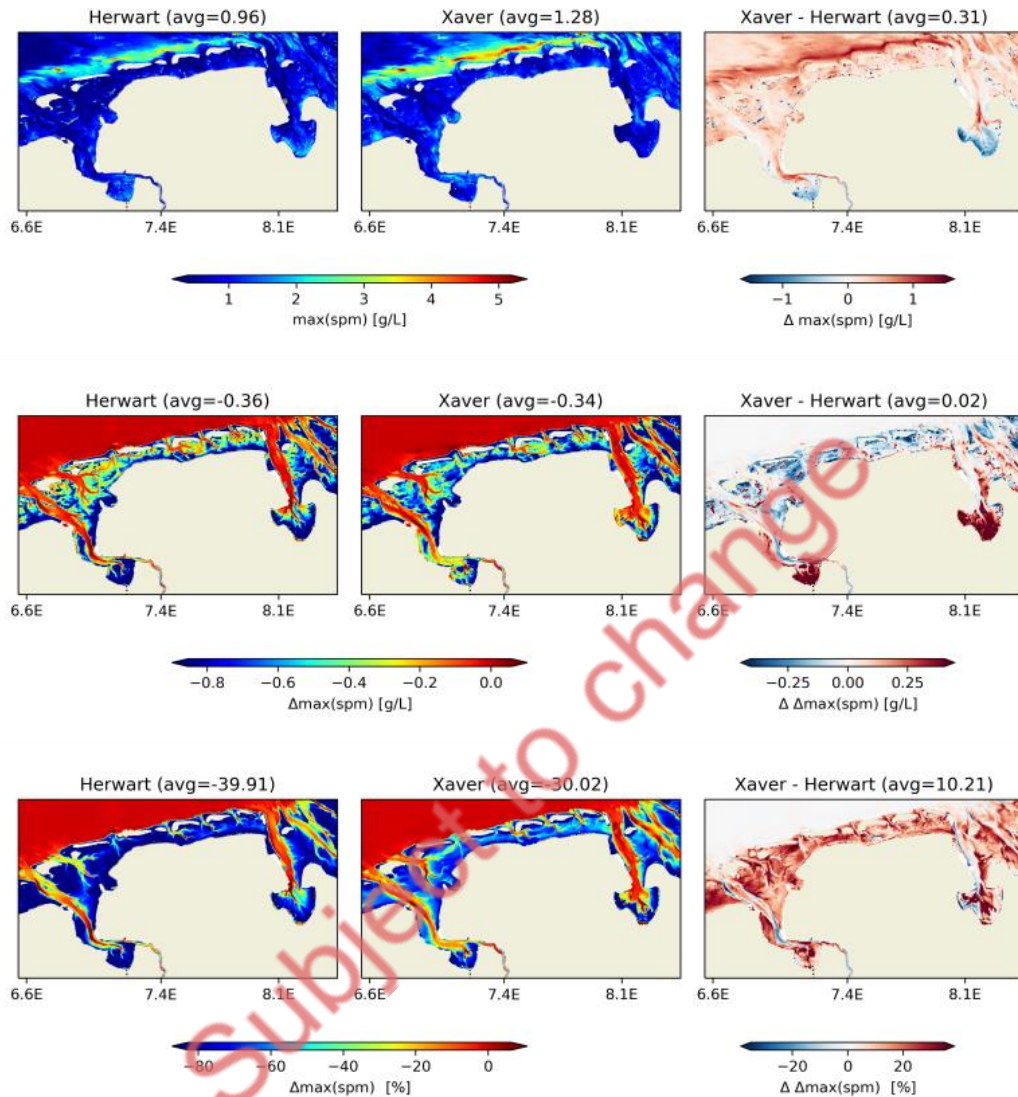 Herwart (avg=0.96) Xaver (avg=1.28) Xaver - Herwart (avg=0.31)
6.6E 7.4E 8.1E 6.6E 7.4E 8.1E 6.6E 7.4E 8.1E
1 2 3 4 5 −1 0 1
max(spm) [g/L] Δ max(spm) [g/L]
Herwart (avg=-0.36) Xaver (avg=-0.34) Xaver - Herwart (avg=0.02)
6.6E 7.4E 8.1E 6.6E 7.4E 8.1E 6.6E 7.4E 8.1E
−0.8 −0.6 −0.4 −0.2 0.0 −0.25 0.00 0.25
Δmax(spm) [g/L] Δ Δmax(spm) [g/L]
Herwart (avg=-39.91) Xaver (avg=-30.02) Xaver - Herwart (avg=10.21)
6.6E 7.4E 8.1E 6.6E 7.4E 8.1E 6.6E 7.4E 8.1E
−80 −60 −40 −20 0 −20 0 20
Δmax(spm) [%] Δ Δmax(spm) [%]
Subject to change